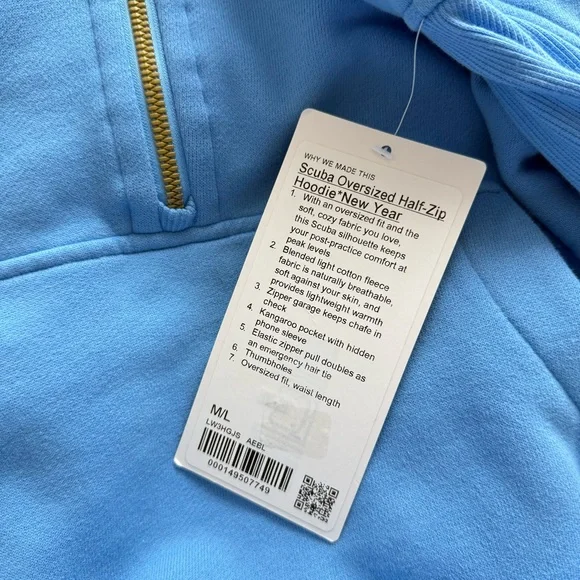 WHY WE MADE THIS
Scuba Oversized Half-Zip
Hoodie*New Year
1. With an oversized fit and the
soft, cozy fabric you love,
this Scuba silhouette keeps
your post-practice comfort at
peak levels
2. Blended light cotton fleece
fabric is naturally breathable,
soft against your skin, and
provides lightweight warmth
3. Zipper garage keeps chafe in
check
4. Kangaroo pocket with hidden
phone sleeve
5. Elastic zipper pull doubles as
an emergency hair tie
6. Thumbholes
7. Oversized fit, waist length
M/L
LW3HGJS AEBL
000149507749